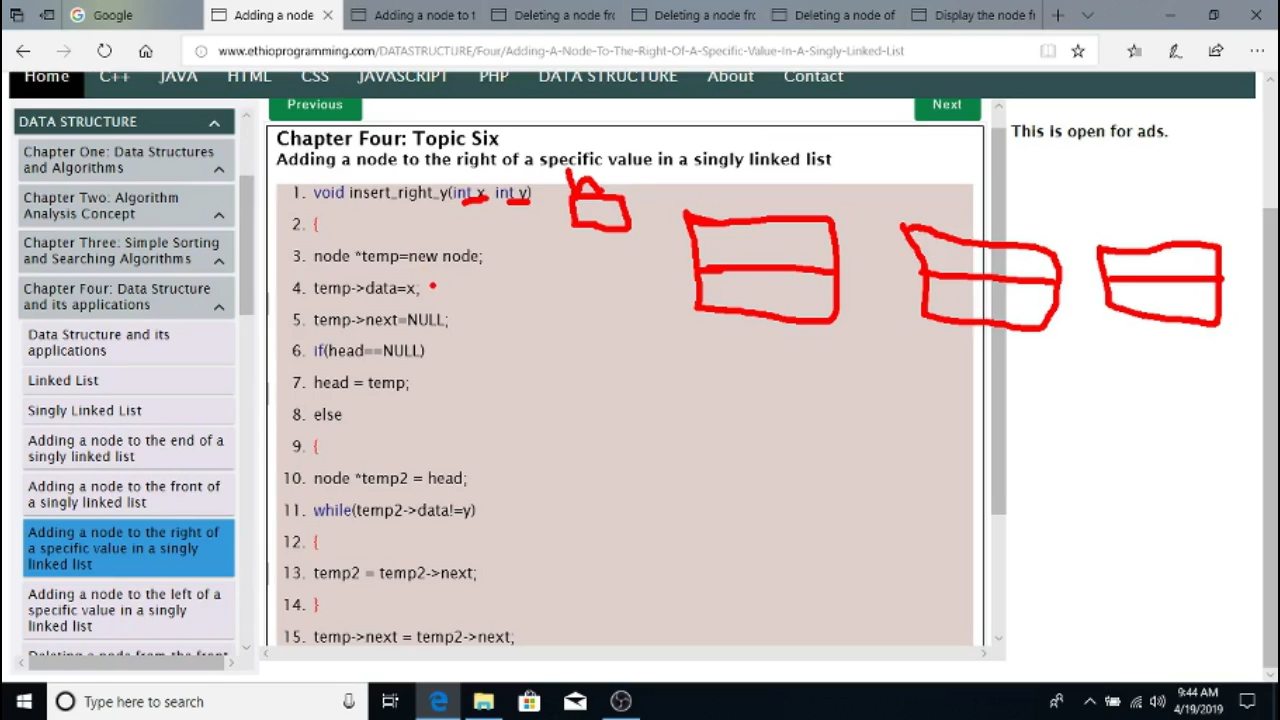 Google
Adding a node
Adding a node to t
Deleting a node fro
Deleting a node fro
Deleting a node of
Display the node fi
www.ethioprogramming.com/DATASTRUCTURE/Four/Adding-A-Node-To-The-Right-Of-A-Specific-Value-In-A-Singly-Linked-List
Home C++ JAVA HTML CSS JAVASCRIPT PHP DATA STRUCTURE About Contact
Previous
Next
DATA STRUCTURE
Chapter One: Data Structures
and Algorithms
Chapter Two: Algorithm
Analysis Concept
Chapter Three: Simple Sorting
and Searching Algorithms
Chapter Four: Data Structure
and its applications
Data Structure and its
applications
Linked List
Singly Linked List
Adding a node to the end of a
singly linked list
Adding a node to the front of
a singly linked list
Adding a node to the right of
a specific value in a singly
linked list
Adding a node to the left of a
specific value in a singly
linked list
Deleting a node from the front
Chapter Four: Topic Six
Adding a node to the right of a specific value in a singly linked list
1. void insert_right_y(int x, int y)
2. {
3. node *temp=new node;
4. temp->data=x;
5. temp->next=NULL;
6. if(head==NULL)
7. head = temp;
8. else
9. {
10. node *temp2 = head;
11. while(temp2->data!=y)
12. {
13. temp2 = temp2->next;
14. }
15. temp->next = temp2->next;
This is open for ads.
Type here to search
9:44 AM
4/19/2019